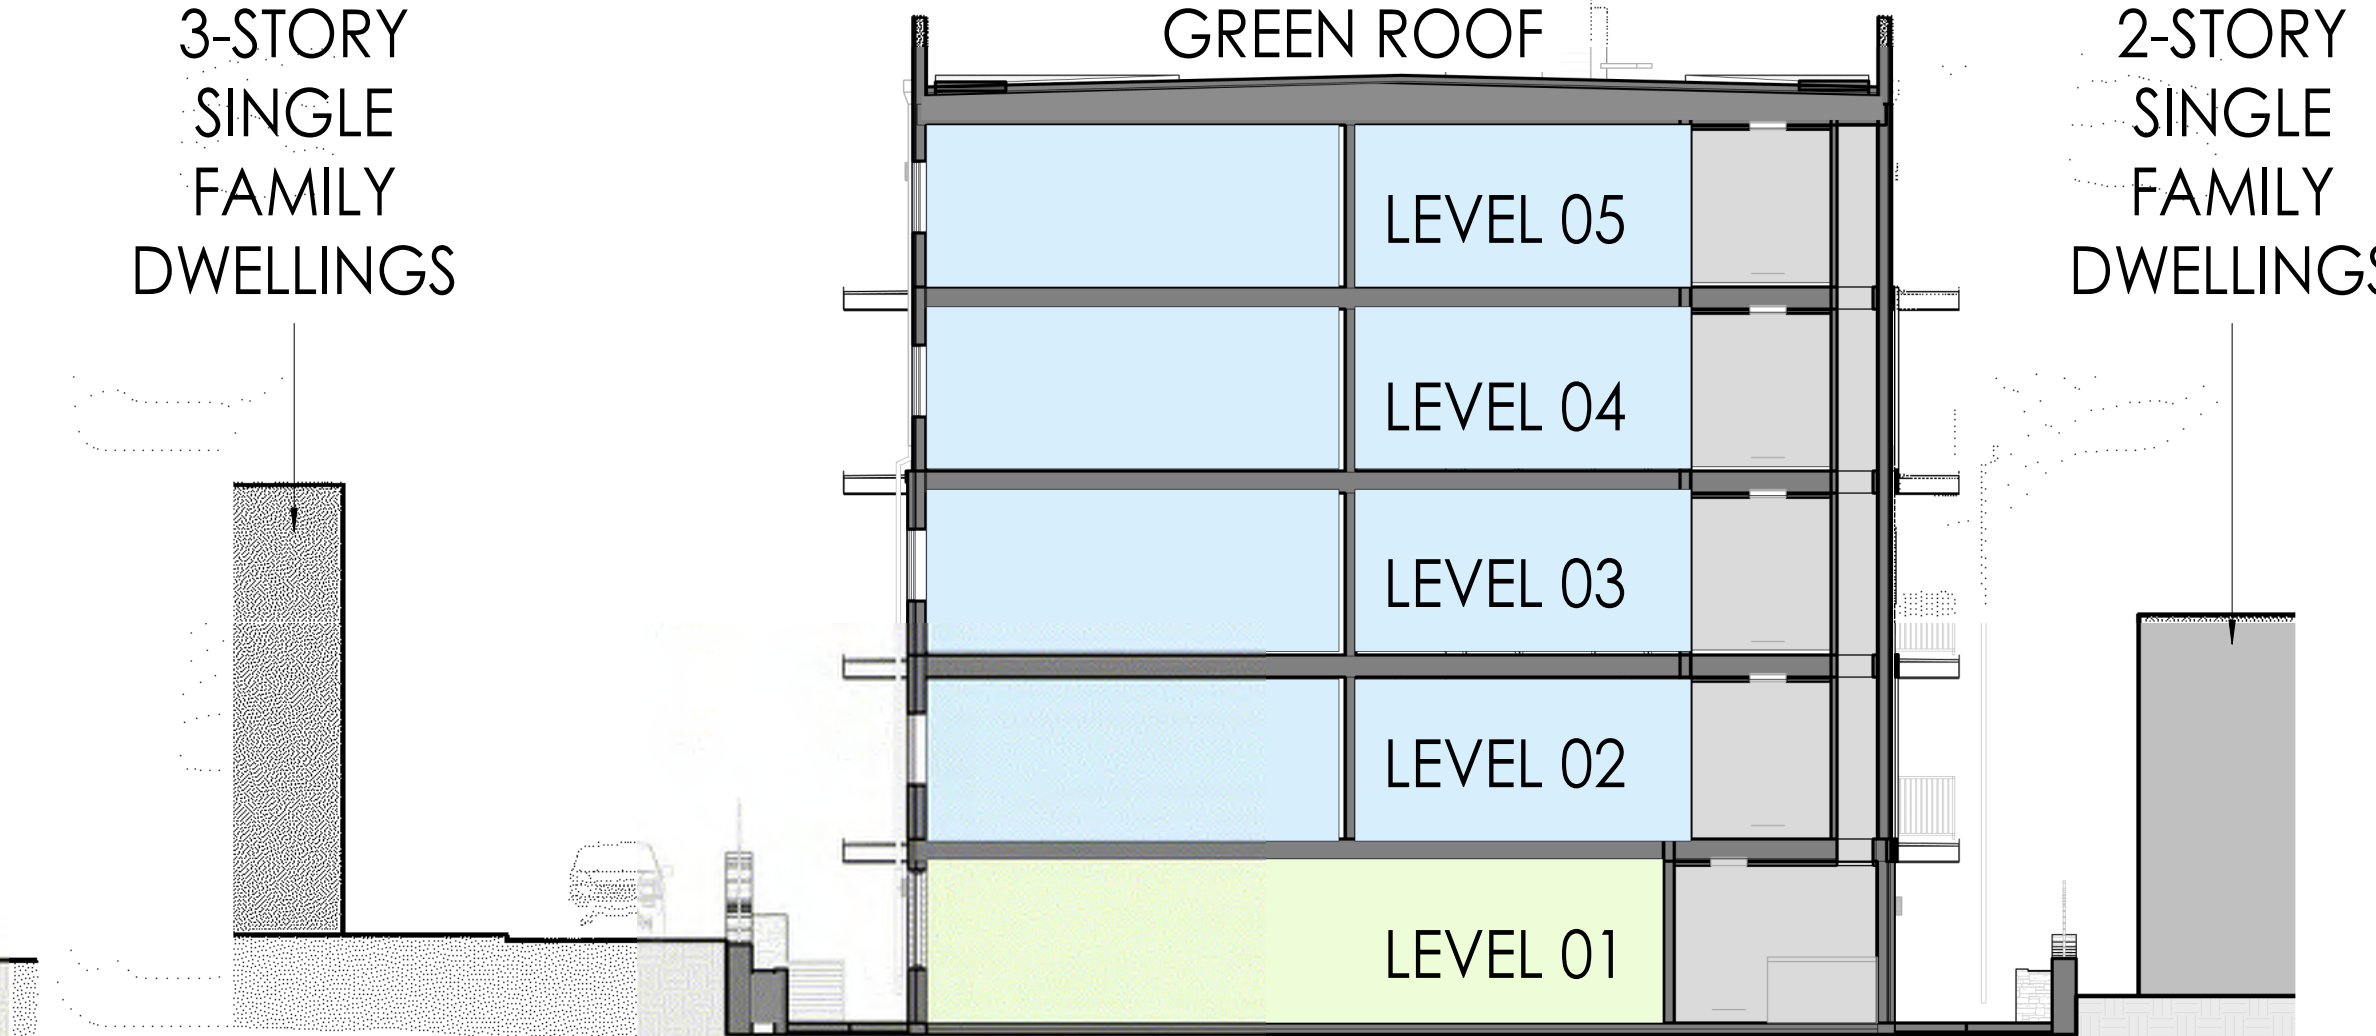 3-STORY
SINGLE
FAMILY
DWELLINGS
GREEN ROOF
2-STORY
SINGLE
FAMILY
DWELLINGS
LEVEL 05
LEVEL 04
LEVEL 03
LEVEL 02
LEVEL 01